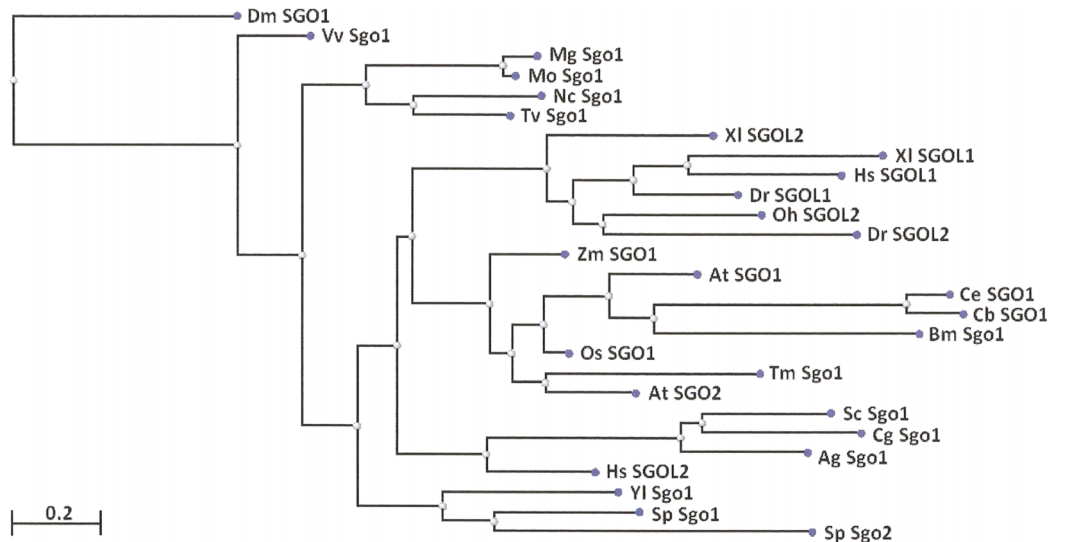 Dm SGO1
Vv Sgo1
Mg Sgo1
Mo Sgo1
Nc Sgo1
Tv Sgo1
Xl SGOL2
Xl SGOL1
Hs SGOL1
Dr SGOL1
Oh SGOL2
Dr SGOL2
Zm SGO1
At SGO1
Ce SGO1
Cb SGO1
Bm Sgo1
Os SGO1
Tm Sgo1
At SGO2
Sc Sgo1
Cg Sgo1
Ag Sgo1
Hs SGOL2
Yl Sgo1
Sp Sgo1
Sp Sgo2
0.2